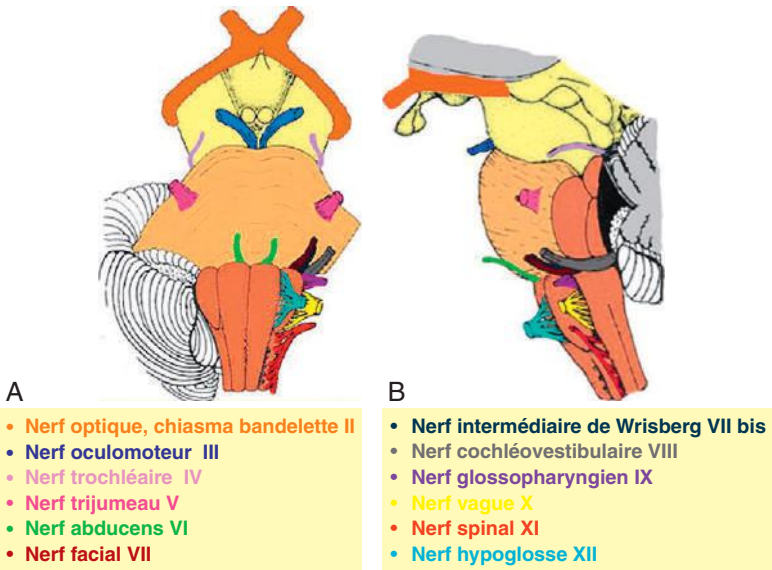 A
B
• Nerf optique, chiasma bandelette II
• Nerf oculomoteur III
• Nerf trochléaire IV
• Nerf trijumeau V
• Nerf abducens VI
• Nerf facial VII
• Nerf intermédiaire de Wrisberg VII bis
• Nerf cochléovestibulaire VIII
• Nerf glossopharyngien IX
• Nerf vague X
• Nerf spinal XI
• Nerf hypoglosse XII